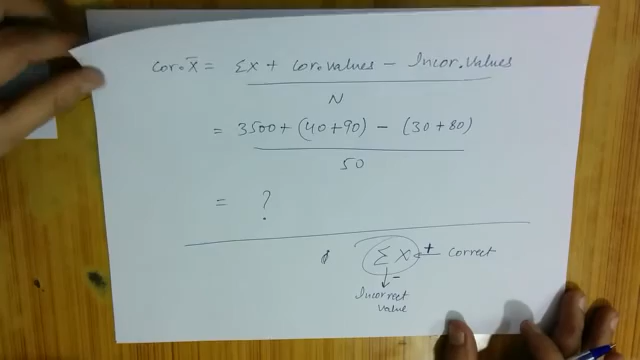 Cor. X̄ = ΣX + Cor. values - Incor. Values
N
= 3500 + (40+90) - (30+80)
50
= ?
ΣX + Correct
-
Incorrect
value